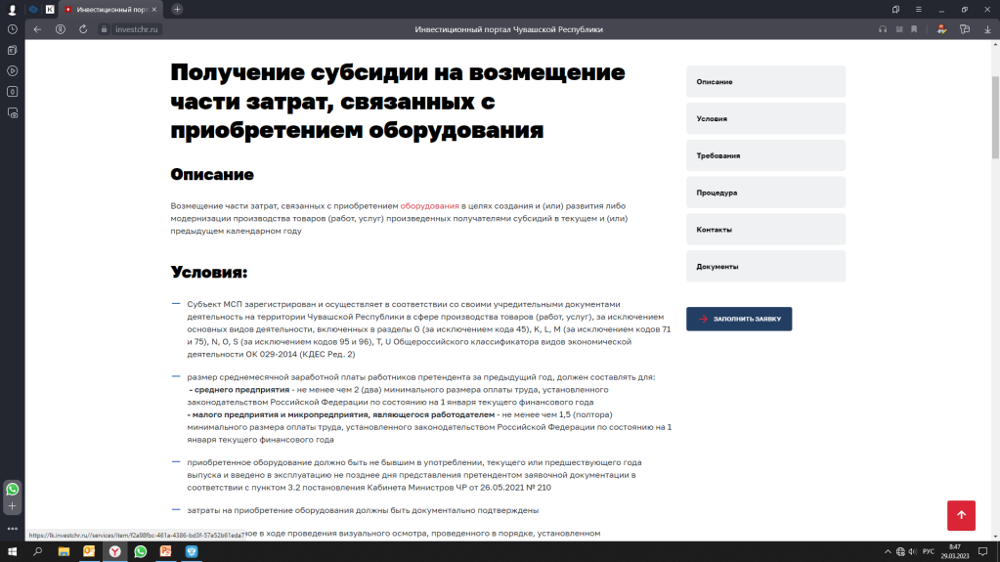 Инвестиционный порт
investchr.ru
Инвестиционный портал Чувашской Республики
Получение субсидии на возмещение
части затрат, связанных с
приобретением оборудования
Описание
Возмещение части затрат, связанных с приобретением оборудования в целях создания и (или) развития либо
модернизации производства товаров (работ, услуг) произведенных получателями субсидий в текущем и (или)
предыдущем календарном году
Условия:
Субъект МСП зарегистрирован и осуществляет в соответствии со своими учредительными документами
деятельность на территории Чувашской Республики в сфере производства товаров (работ, услуг), за исключением
основных видов деятельности, включенных в разделы G (за исключением кода 45), K, L, M (за исключением кодов 71
и 75), N, O, S (за исключением кодов 95 и 96), T, U Общероссийского классификатора видов экономической
деятельности ОК 029-2014 (КДЕС Ред. 2)
размер среднемесячной заработной платы работников претендента за предыдущий год, должен составлять для:
- среднего предприятия - не менее чем 2 (два) минимального размера оплаты труда, установленного
законодательством Российской Федерации по состоянию на 1 января текущего финансового года
- малого предприятия и микропредприятия, являющегося работодателем - не менее чем 1,5 (полтора)
минимального размера оплаты труда, установленного законодательством Российской Федерации по состоянию на 1
января текущего финансового года
приобретенное оборудование должно быть не бывшим в употреблении, текущего или предшествующего года
выпуска и введено в эксплуатацию не позднее дня представления претендентом заявочной документации в
соответствии с пунктом 3.2 постановления Кабинета Министров ЧР от 26.05.2021 № 210
затраты на приобретение оборудования должны быть документально подтверждены
ное в ходе проведения визуального осмотра, проведенного в порядке, установленном
Описание
Условия
Требования
Процедура
Контакты
Документы
ЗАПОЛНИТЬ ЗАЯВКУ
https://lk.investchr.ru//services/item/f2a98fbc-461a-4386-bd3f-57e52b61eda7
РУС
8:47
29.03.2023